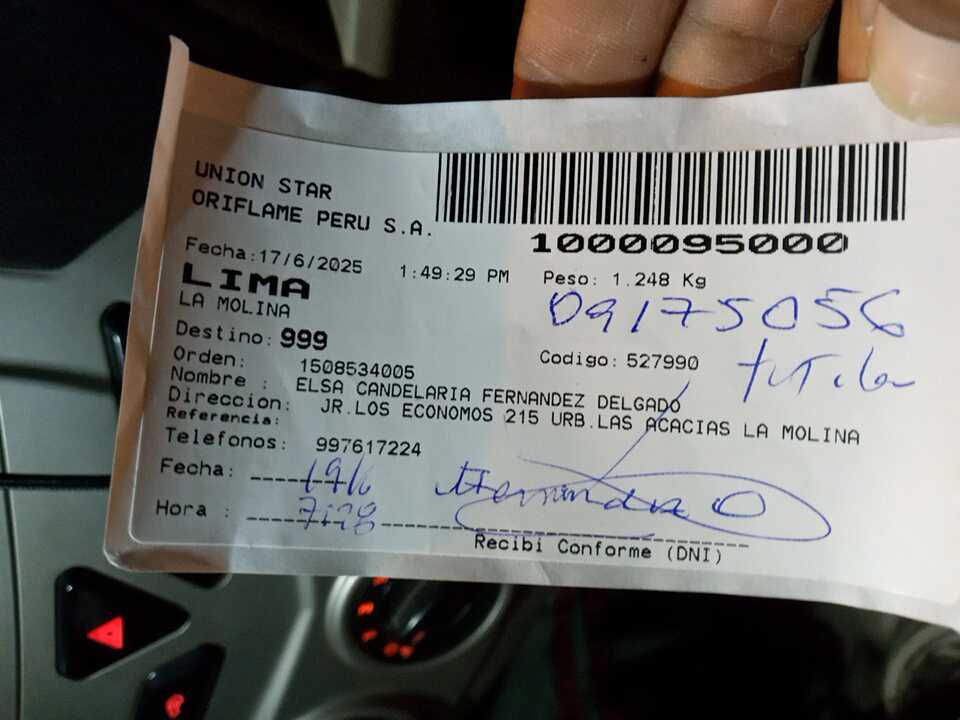 UNION STAR
ORIFLAME PERU S.A.
1000095000
Fecha:17/6/2025 1:49:29 PM Peso: 1.248 Kg
LIMA
LA MOLINA
09175056
Destino: 999
Codigo: 527990
titular
Orden: 1508534005
Nombre : ELSA CANDELARIA FERNANDEZ DELGADO
Direccion: JR.LOS ECONOMOS 215 URB.LAS ACACIAS LA MOLINA
Referencia:
Telefonos: 997617224
Fecha: 19/6
Hora : 7:28
Recibi Conforme (DNI)